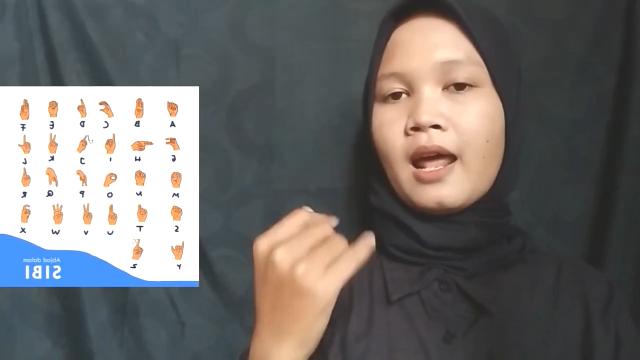 A B C D E F
G H I J K L
M N O P Q R
S T U V W X
Y Z
Abjad dalam
SIBI